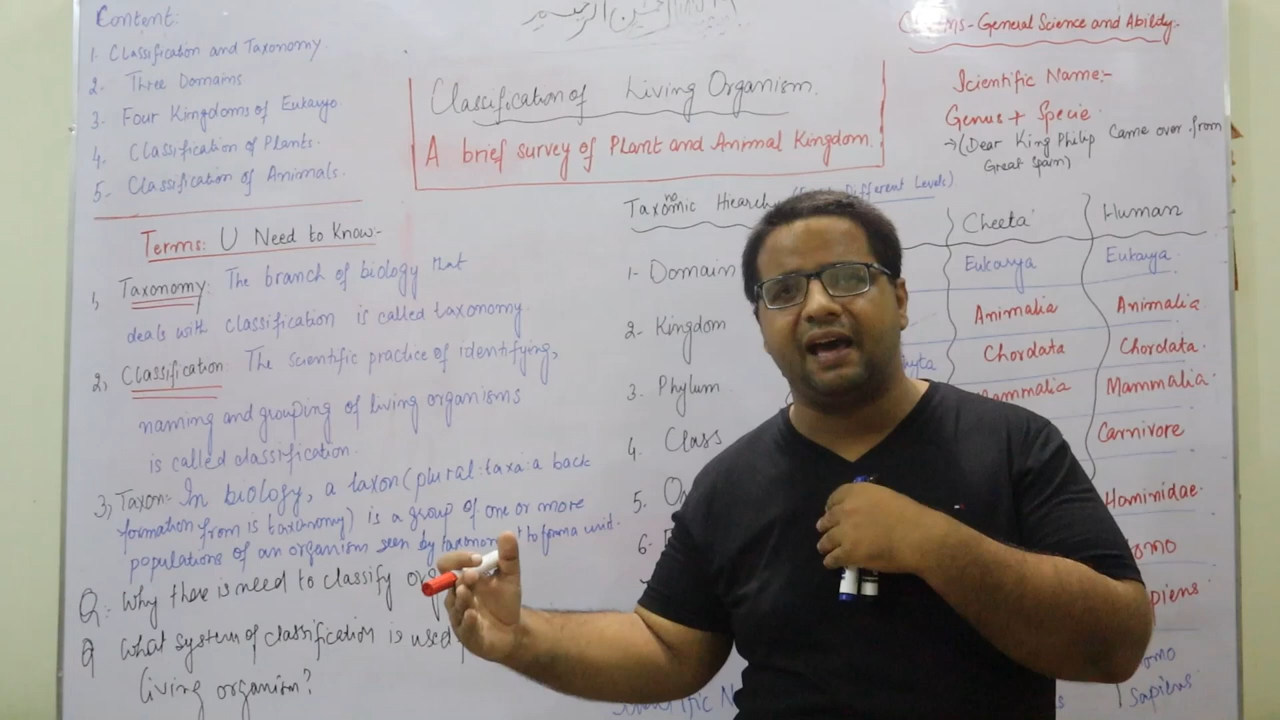 Content:
1. Classification and Taxonomy.
2. Three Domains
3. Four Kingdoms of Eukaryo.
4. Classification of Plants.
5. Classification of Animals.
Terms: U Need to Know:-
1, Taxonomy: The branch of biology that
deals with classification is called taxonomy.
2, Classification: The scientific practice of identifying,
naming and grouping of living organisms
is called classification.
3, Taxon:- In biology, a taxon (plural taxa: a back
formation from is taxonomy) is a group of one or more
populations of an organism seen by taxonomist to form a unit.
Q:- Why there is need to classify
Q What system of classification is used
living organism?
Classification of Living Organism.
A brief survey of Plant and Animal Kingdom.
- General Science and Ability.
Scientific Name:-
Genus + Specie.
→(Dear King Philip Came over from
Great Spain)
Taxonomic Hiearchy Different Levels)
Cheeta Human
1- Domain Eukarya Eukarya.
2- Kingdom Animalia Animalia
3. Phylum Chordata Chordata.
4. Class Mammalia Mammalia.
Carnivore
5. Hominidae.
6.